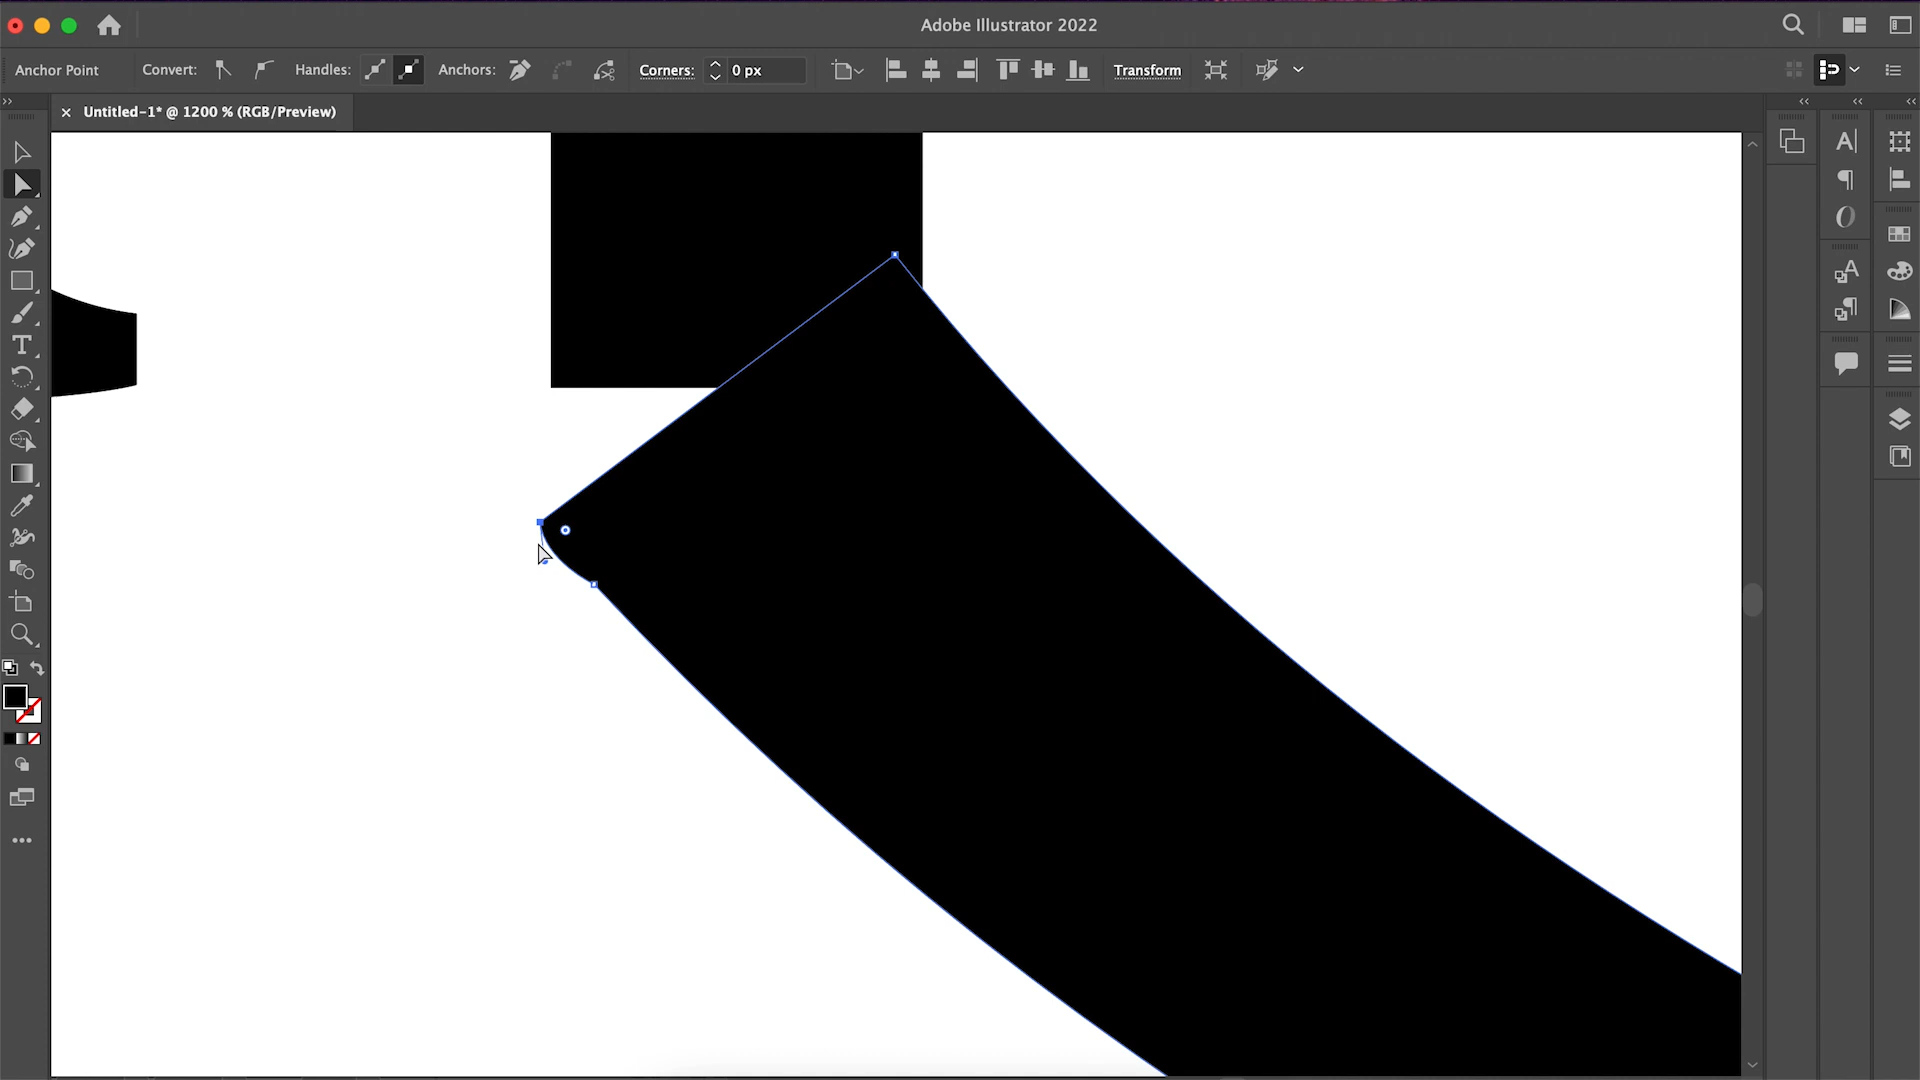 Adobe Illustrator 2022
Anchor Point Convert: Handles: Anchors: Corners: 0 px Transform
Untitled-1* @ 1200 % (RGB/Preview)